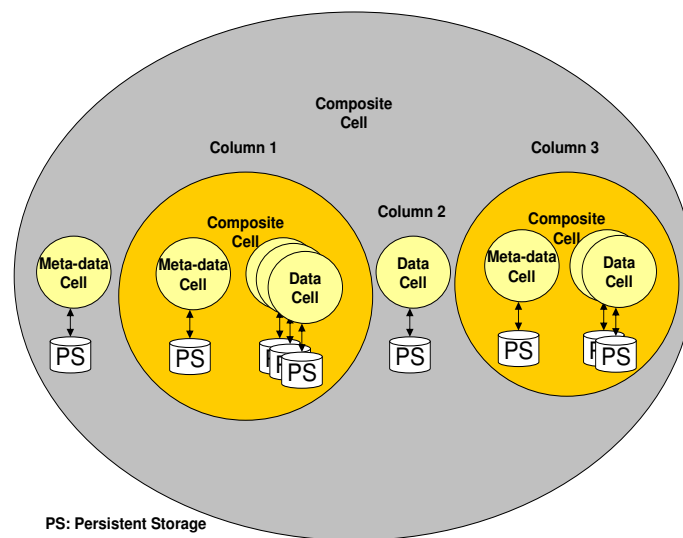 Composite
Cell
Column 1
Column 3
Column 2
Composite
Cell
Composite
Cell
Meta-data
Cell
Meta-data
Cell
Data
Cell
Data
Cell
Meta-data
Cell
Data
Cell
PS
PS
PS
PS
PS
PS
PS
PS: Persistent Storage